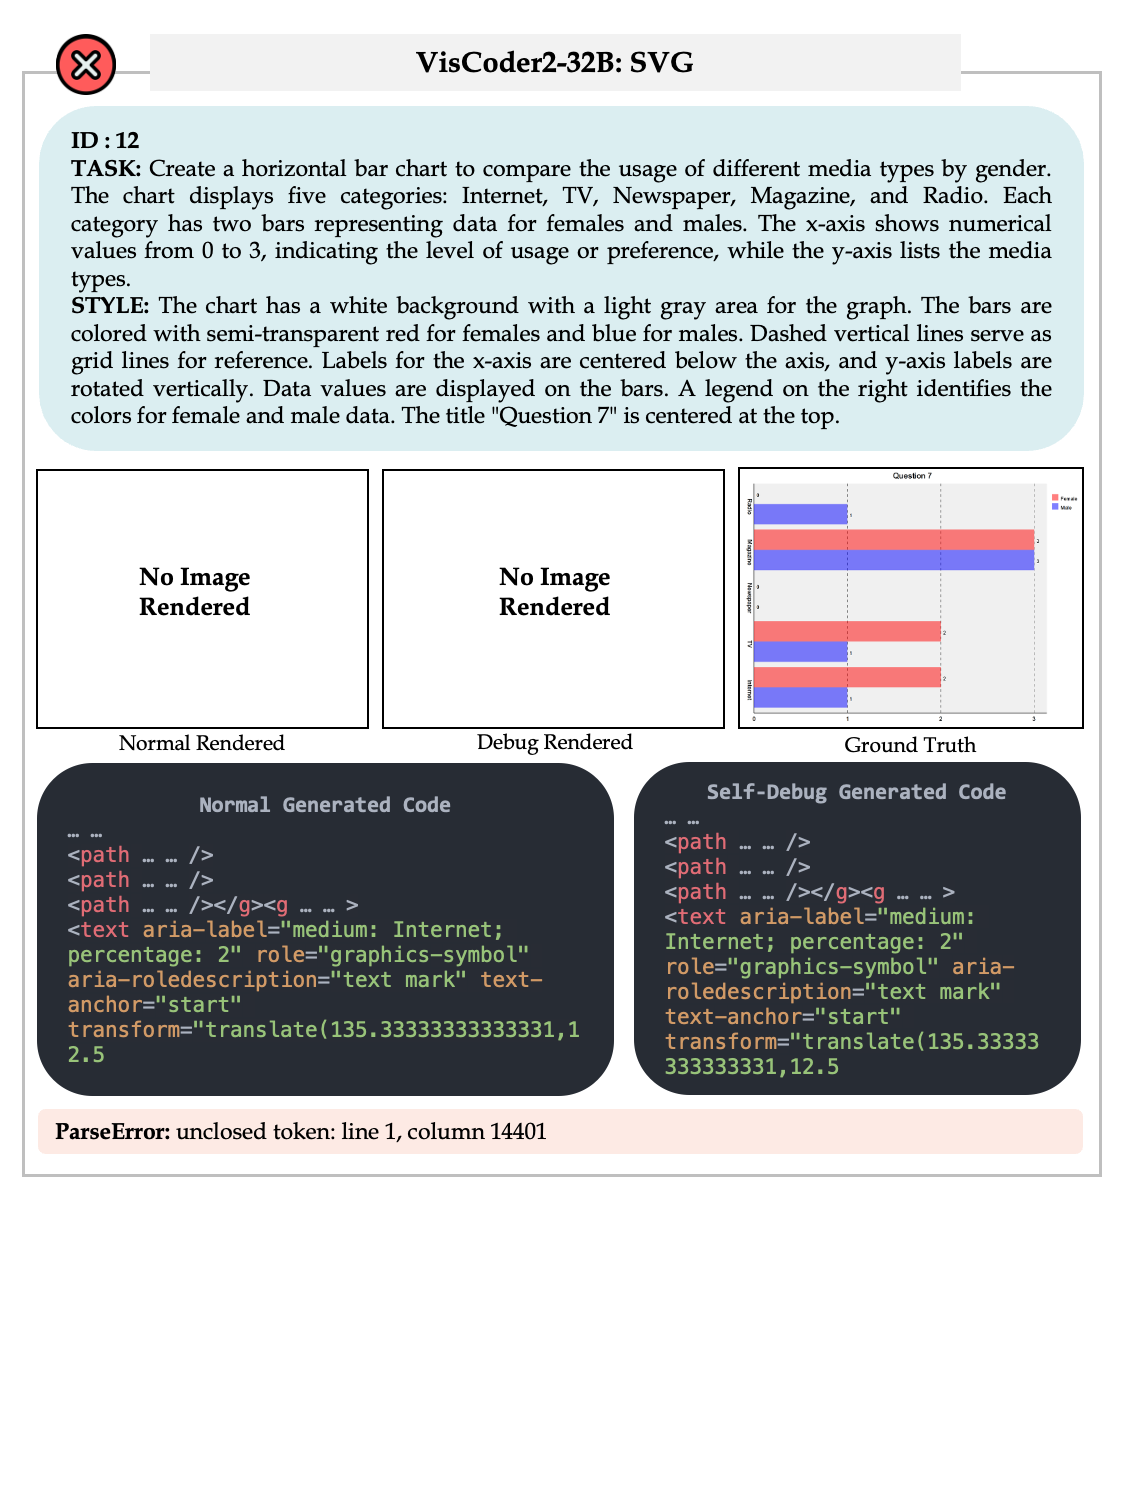 VisCoder2-32B: SVG
ID : 12
TASK: Create a horizontal bar chart to compare the usage of different media types by gender.
The chart displays five categories: Internet, TV, Newspaper, Magazine, and Radio. Each
category has two bars representing data for females and males. The x-axis shows numerical
values from 0 to 3, indicating the level of usage or preference, while the y-axis lists the media
types.
STYLE: The chart has a white background with a light gray area for the graph. The bars are
colored with semi-transparent red for females and blue for males. Dashed vertical lines serve as
grid lines for reference. Labels for the x-axis are centered below the axis, and y-axis labels are
rotated vertically. Data values are displayed on the bars. A legend on the right identifies the
colors for female and male data. The title "Question 7" is centered at the top.
No Image
Rendered
Normal Rendered
No Image
Rendered
Debug Rendered
Question 7
Radio
0
1
Magazine
3
Newspaper
0
0
TV
2
1
Internet
2
1
0 1 2 3
Female
Male
Ground Truth
Normal Generated Code
… …
<path … … />
<path … … />
<path … … /></g><g … … >
<text aria-label="medium: Internet;
percentage: 2" role="graphics-symbol"
aria-roledescription="text mark" text-
anchor="start"
transform="translate(135.33333333333331,1
2.5
Self-Debug Generated Code
… …
<path … … />
<path … … />
<path … … /></g><g … … >
<text aria-label="medium:
Internet; percentage: 2"
role="graphics-symbol" aria-
roledescription="text mark"
text-anchor="start"
transform="translate(135.33333
333333331,12.5
ParseError: unclosed token: line 1, column 14401